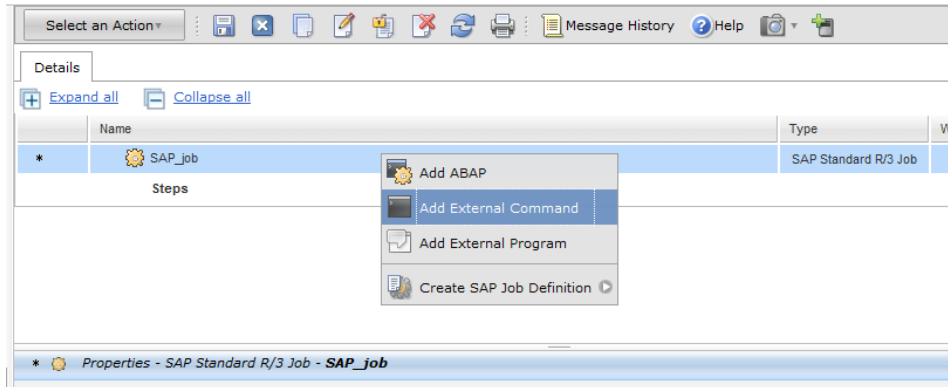 Select an Action Message History Help
Details
Expand all Collapse all
Name Type W
* SAP_job SAP Standard R/3 Job
Steps
Add ABAP
Add External Command
Add External Program
Create SAP Job Definition
* Properties - SAP Standard R/3 Job - SAP_job